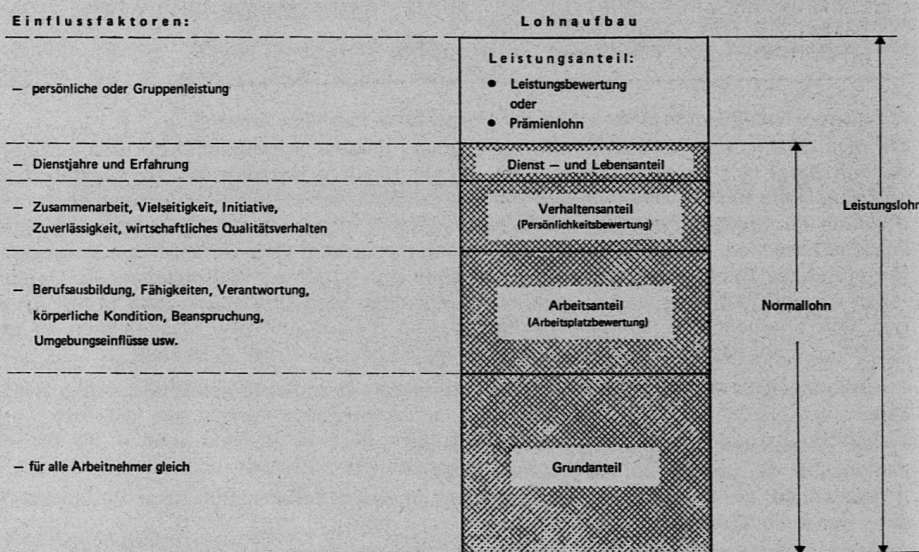 Einflussfaktoren:
Lohnaufbau
— persönliche oder Gruppenleistung
Leistungsanteil:
● Leistungsbewertung
oder
● Prämienlohn
— Dienstjahre und Erfahrung
Dienst — und Lebensanteil
— Zusammenarbeit, Vielseitigkeit, Initiative,
Zuverlässigkeit, wirtschaftliches Qualitätsverhalten
Verhaltensanteil
(Persönlichkeitsbewertung)
Leistungslohn
— Berufsausbildung, Fähigkeiten, Verantwortung,
körperliche Kondition, Beanspruchung,
Umgebungseinflüsse usw.
Arbeitsanteil
(Arbeitsplatzbewertung)
Normallohn
— für alle Arbeitnehmer gleich
Grundanteil